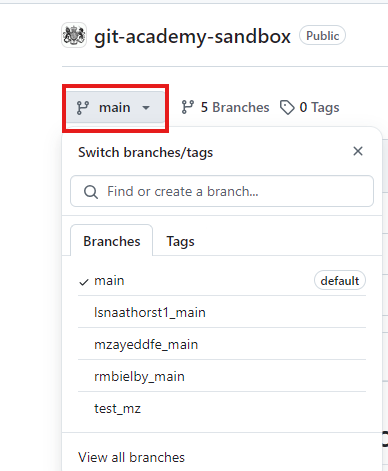 git-academy-sandbox Public
main 5 Branches 0 Tags
Switch branches/tags
Find or create a branch...
Branches Tags
main default
lsnaathorst1_main
mzayeddfe_main
rmbielby_main
test_mz
View all branches